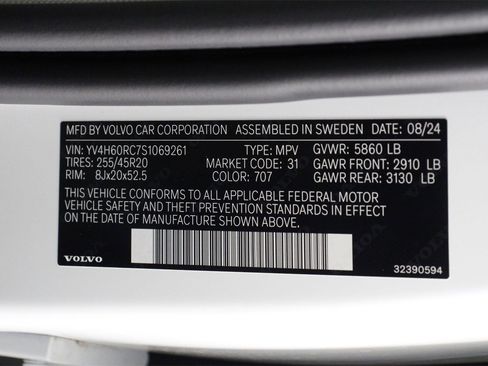 MFD BY VOLVO CAR CORPORATION ASSEMBLED IN SWEDEN DATE: 08/24
VIN: YV4H60RC7S1069261 TYPE: MPV GVWR: 5860 LB
TIRES: 255/45R20 MARKET: 31 GAWR FRONT: 2910 LB
RIM: 8Jx20x52.5 COLOR: 707 GAWR REAR: 3130 LB
THIS VEHICLE CONFORMS TO ALL APPLICABLE FEDERAL MOTOR
VEHICLE SAFETY AND THEFT PREVENTION STANDARDS IN EFFECT
ON THE DATE OF MANUFACTURE SHOWN ABOVE.
VOLVO 32390594